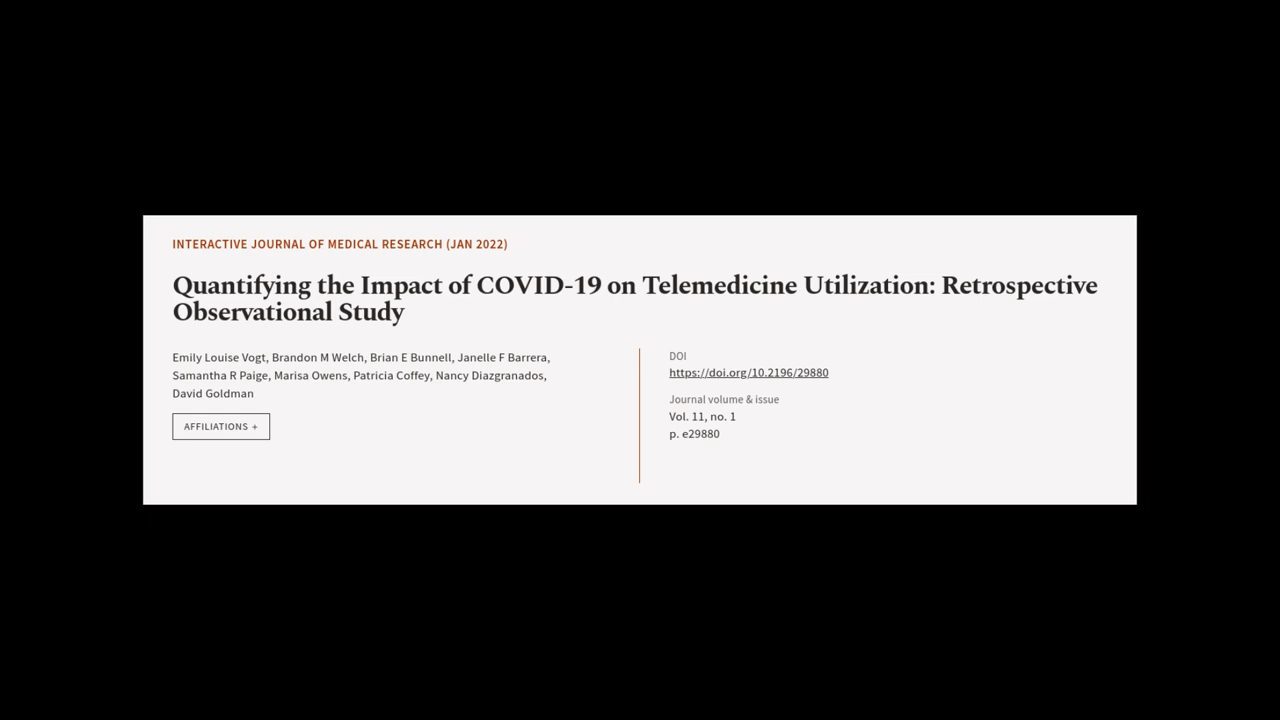 INTERACTIVE JOURNAL OF MEDICAL RESEARCH (JAN 2022)
Quantifying the Impact of COVID-19 on Telemedicine Utilization: Retrospective
Observational Study
Emily Louise Vogt, Brandon M Welch, Brian E Bunnell, Janelle F Barrera,
Samantha R Paige, Marisa Owens, Patricia Coffey, Nancy Diazgranados,
David Goldman
AFFILIATIONS +
DOI
https://doi.org/10.2196/29880
Journal volume & issue
Vol. 11, no. 1
p. e29880